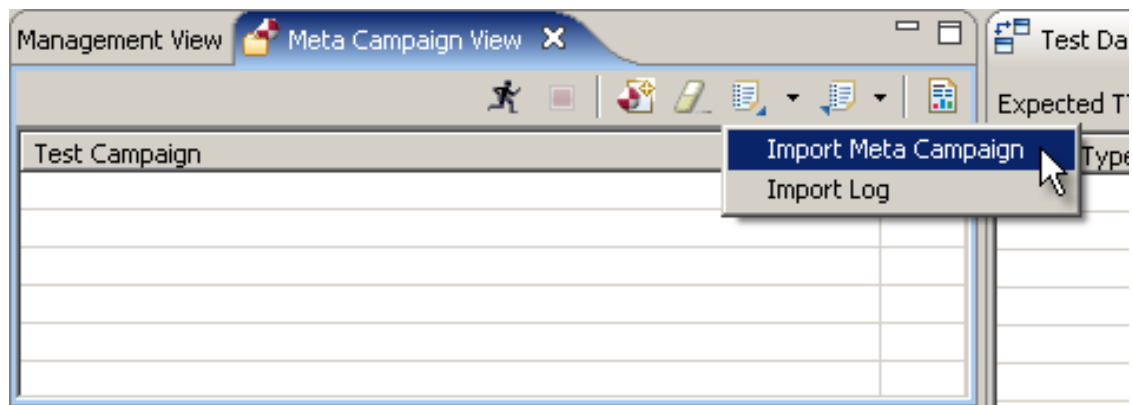 Management View
Meta Campaign View
Test Da
Expected T
Test Campaign
Import Meta Campaign
Type
Import Log